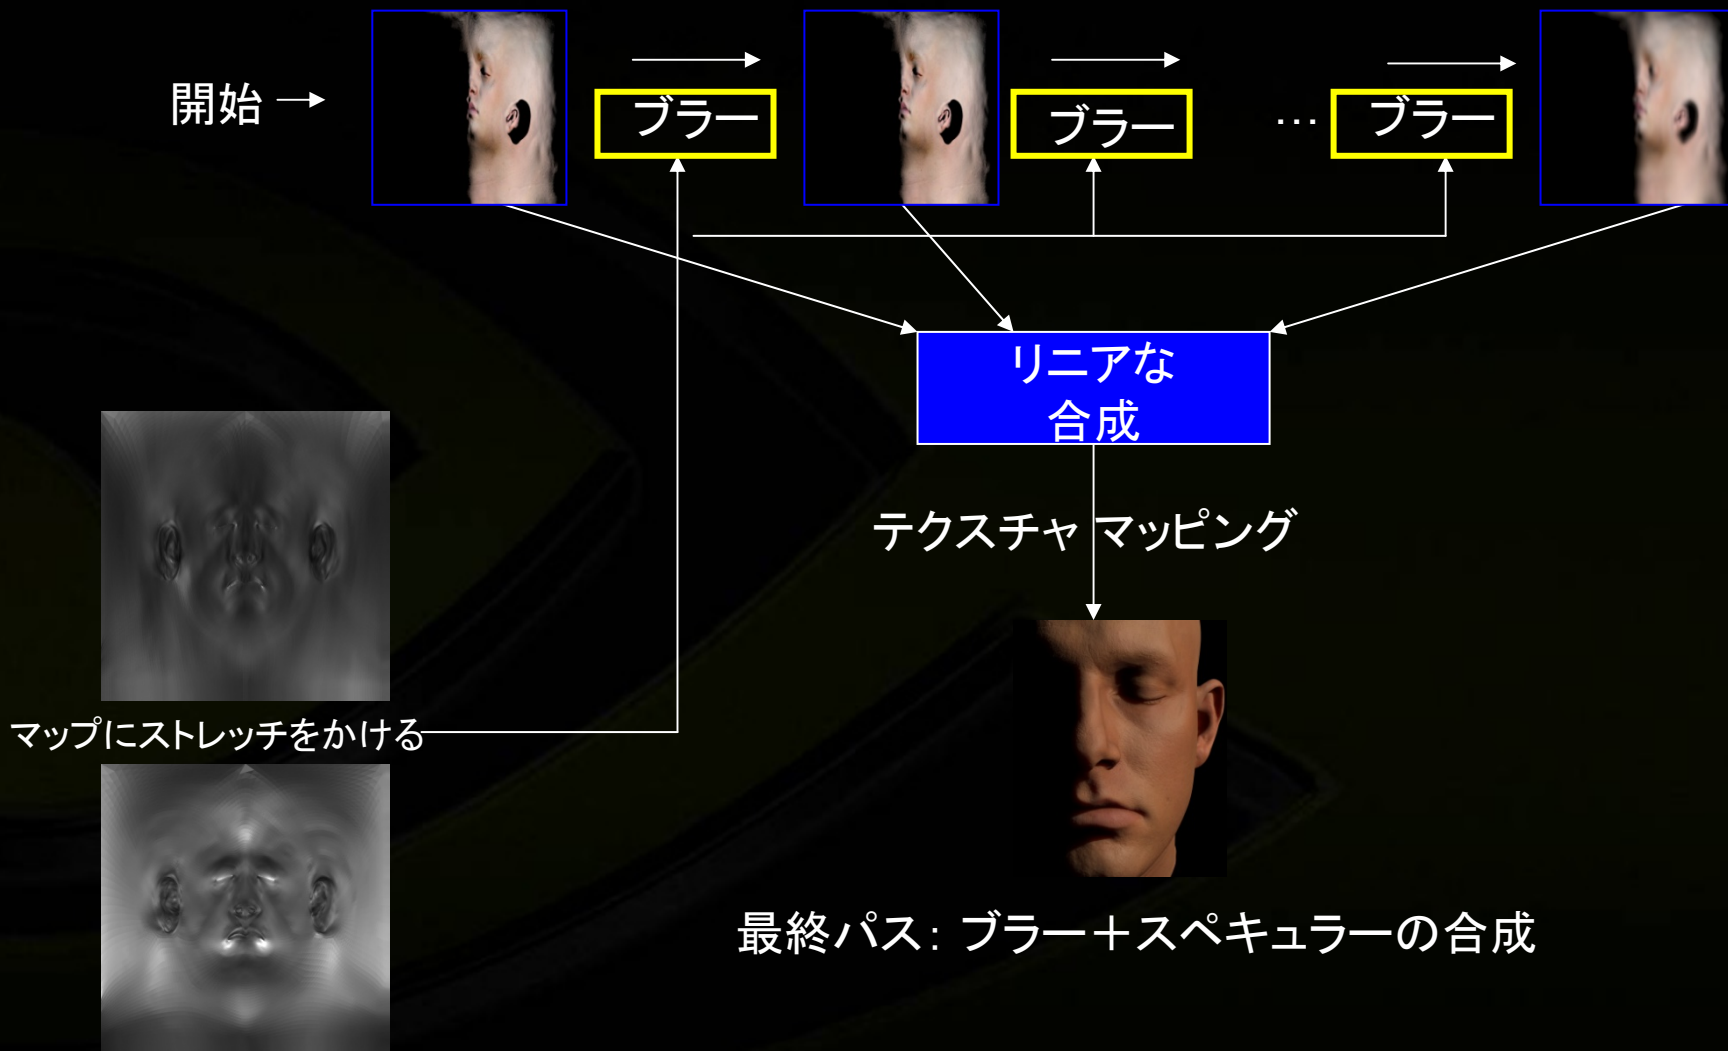 開始
ブラー
ブラー
…
ブラー
リニアな
合成
テクスチャ マッピング
マップにストレッチをかける
最終パス: ブラー＋スペキュラーの合成